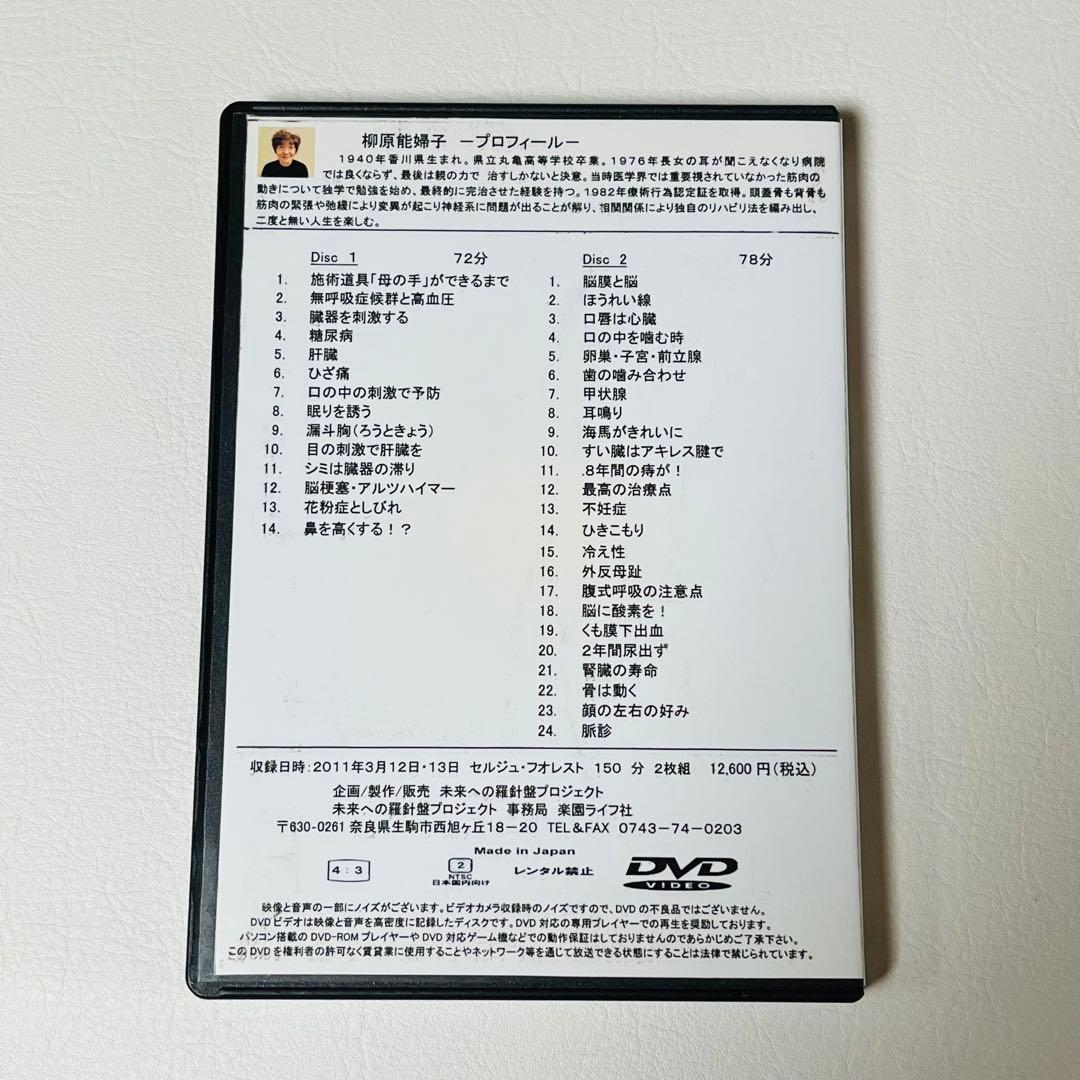 柳原能婦子 －プロフィール－
1940年香川県生まれ。県立丸亀高等学校卒業。1976年長女の耳が聞こえなくなり病院
では良くならず、最後は親の力で 治すしかないと決意。当時医学界では重要視されていなかった筋肉の
動きについて独学で勉強を始め、最終的に完治させた経験を持つ。1982年療術行為認定証を取得。頭蓋骨も背骨も
筋肉の緊張や弛緩により変異が起こり神経系に問題が出ることが解り、相関関係により独自のリハビリ法を編み出し、
二度と無い人生を楽しむ。
Disc 1 72分
1. 施術道具「母の手」ができるまで
2. 無呼吸症候群と高血圧
3. 臓器を刺激する
4. 糖尿病
5. 肝臓
6. ひざ痛
7. 口の中の刺激で予防
8. 眠りを誘う
9. 漏斗胸(ろうときょう)
10. 目の刺激で肝臓を
11. シミは臓器の滞り
12. 脳梗塞・アルツハイマー
13. 花粉症としびれ
14. 鼻を高くする！？
Disc 2 78分
1. 脳膜と脳
2. ほうれい線
3. 口唇は心臓
4. 口の中を噛む時
5. 卵巣・子宮・前立腺
6. 歯の噛み合わせ
7. 甲状腺
8. 耳鳴り
9. 海馬がきれいに
10. すい臓はアキレス腱で
11. .8年間の痔が！
12. 最高の治療点
13. 不妊症
14. ひきこもり
15. 冷え性
16. 外反母趾
17. 腹式呼吸の注意点
18. 脳に酸素を！
19. くも膜下出血
20. 2年間尿出ず
21. 腎臓の寿命
22. 骨は動く
23. 顔の左右の好み
24. 脈診
収録日時：2011年3月12日・13日 セルジュ・フオレスト 150 分 2枚組 12,600円(税込)
企画/製作/販売 未来への羅針盤プロジェクト
未来への羅針盤プロジェクト 事務局 楽園ライフ社
〒630-0261 奈良県生駒市西旭ヶ丘18－20 TEL＆FAX 0743－74－0203
Made in Japan
4：3
2
NTSC
日本国内向け
レンタル禁止
DVD
VIDEO
映像と音声の一部にノイズがございます。ビデオカメラ収録時のノイズですので、DVDの不良品ではございません。
DVDビデオは映像と音声を高密度に記録したディスクです。DVD対応の専用プレイヤーでの再生を奨励しております。
パソコン搭載のDVD-ROMプレイヤーやDVD対応ゲーム機などでの動作保証はしておりませんのであらかじめご了承下さい。
このDVDを権利者の許可なく賃貸業に使用することやネットワーク等を通じて放送できる状態にすることは法律で禁じられています。